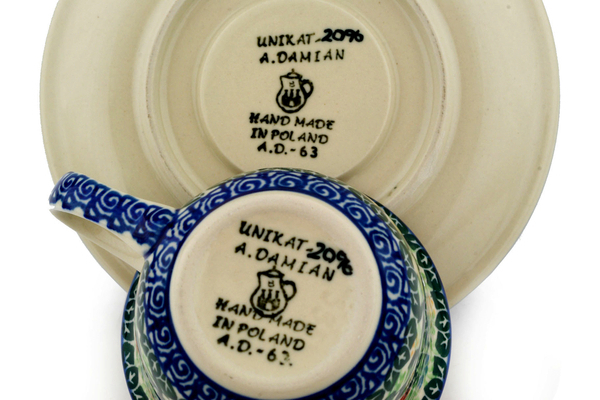 UNIKAT-20%
A.DAMIAN
HAND MADE
IN POLAND
A.D.-63
UNIKAT-20%
A.DAMIAN
HAND MADE
IN POLAND
A.D.-63.